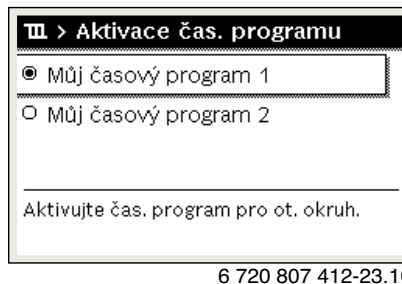 > Aktivace čas. programu
Můj časový program 1
Můj časový program 2
Aktivujte čas. program pro ot. okruh.
6 720 807 412-23.1